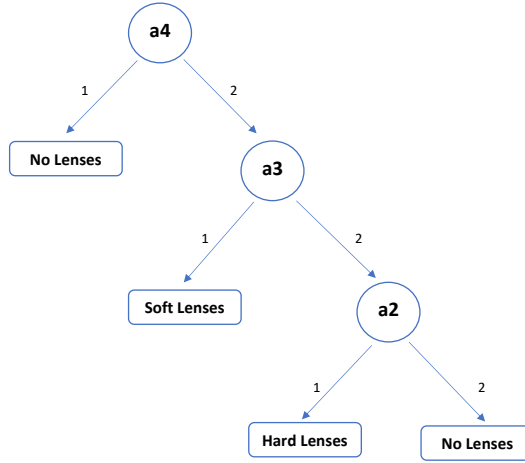 a4
1
2
No Lenses
a3
1
2
Soft Lenses
a2
1
2
Hard Lenses
No Lenses